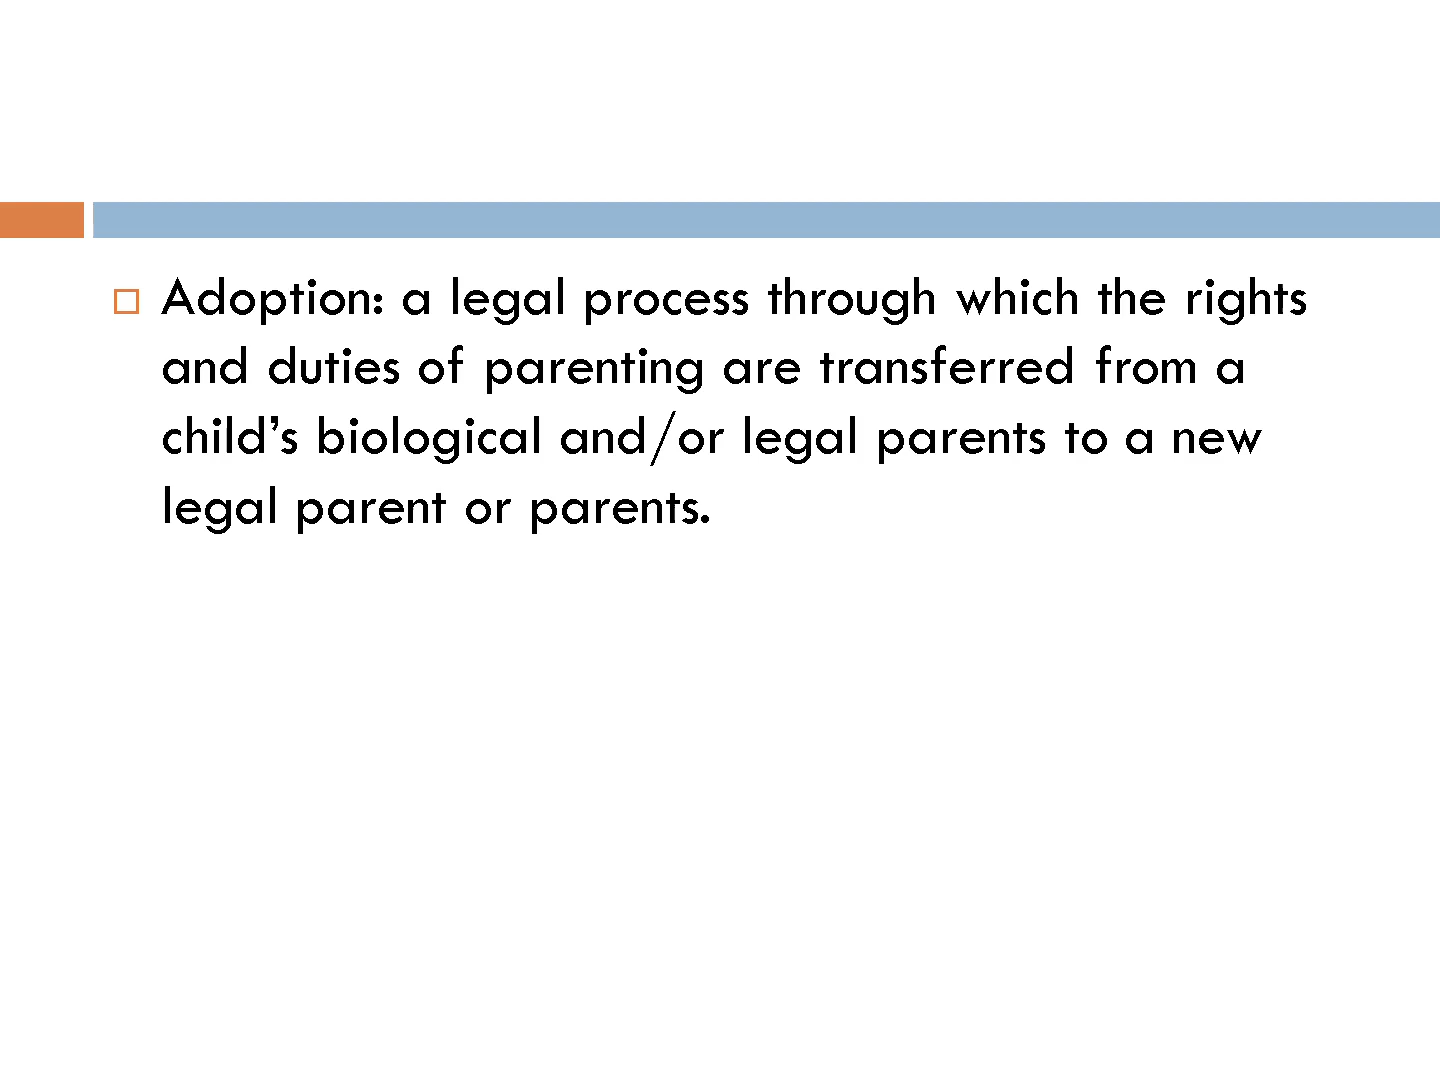 Adoption: a legal process through which the rights
and duties of parenting are transferred from a
child’s biological and/or legal parents to a new
legal parent or parents.